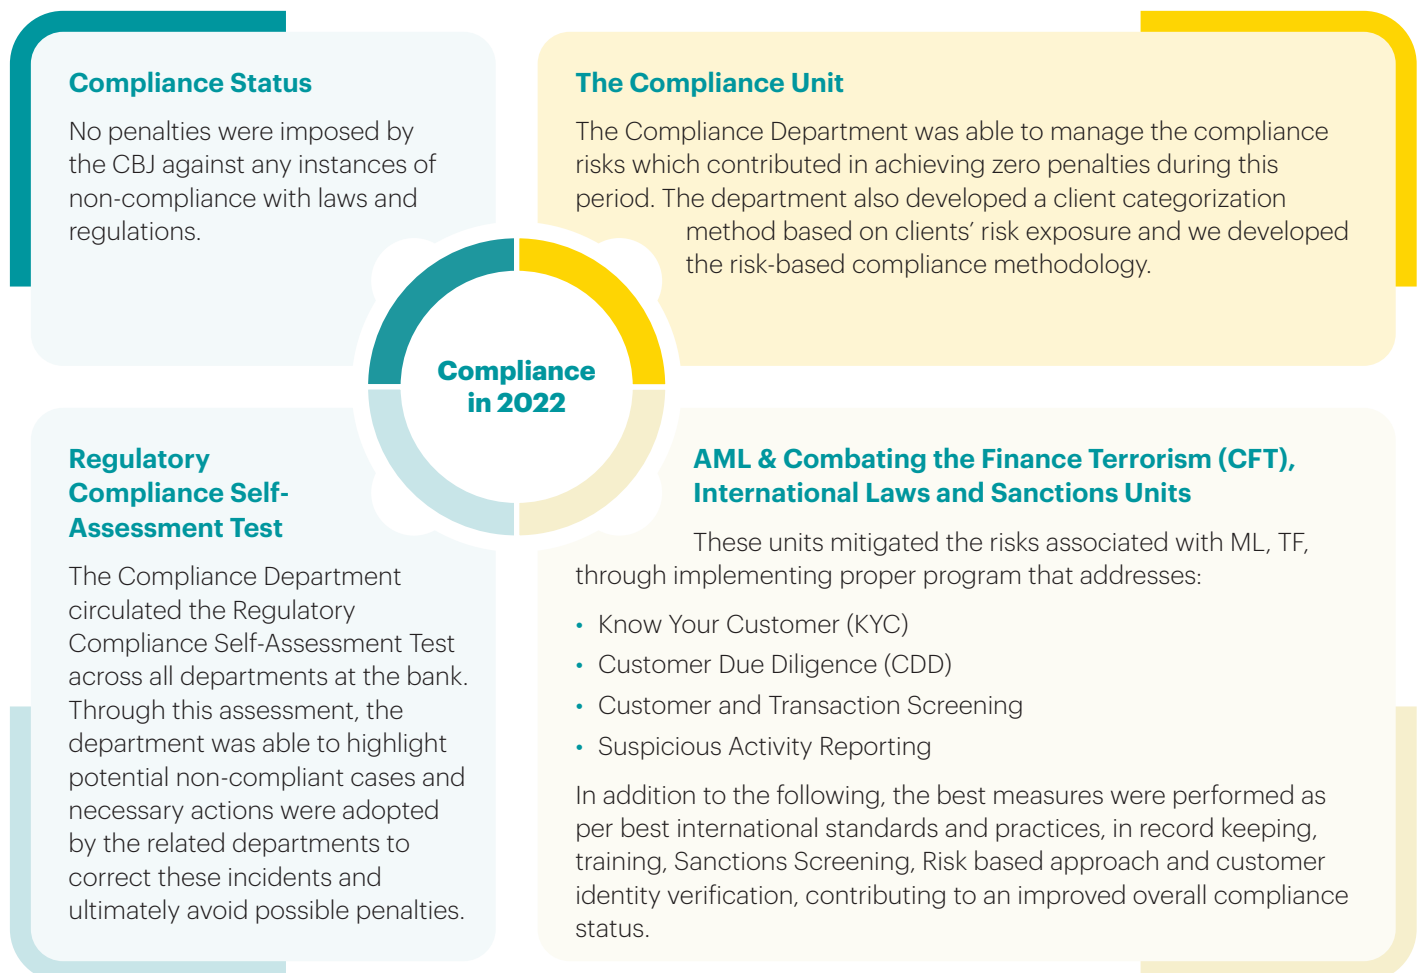 Compliance Status
No penalties were imposed by
the CBJ against any instances of
non-compliance with laws and
regulations.
The Compliance Unit
The Compliance Department was able to manage the compliance
risks which contributed in achieving zero penalties during this
period. The department also developed a client categorization
method based on clients’ risk exposure and we developed
the risk-based compliance methodology.
Compliance
in 2022
Regulatory
Compliance Self-
Assessment Test
The Compliance Department
circulated the Regulatory
Compliance Self-Assessment Test
across all departments at the bank.
Through this assessment, the
department was able to highlight
potential non-compliant cases and
necessary actions were adopted
by the related departments to
correct these incidents and
ultimately avoid possible penalties.
AML & Combating the Finance Terrorism (CFT),
International Laws and Sanctions Units
These units mitigated the risks associated with ML, TF,
through implementing proper program that addresses:
• Know Your Customer (KYC)
• Customer Due Diligence (CDD)
• Customer and Transaction Screening
• Suspicious Activity Reporting
In addition to the following, the best measures were performed as
per best international standards and practices, in record keeping,
training, Sanctions Screening, Risk based approach and customer
identity verification, contributing to an improved overall compliance
status.